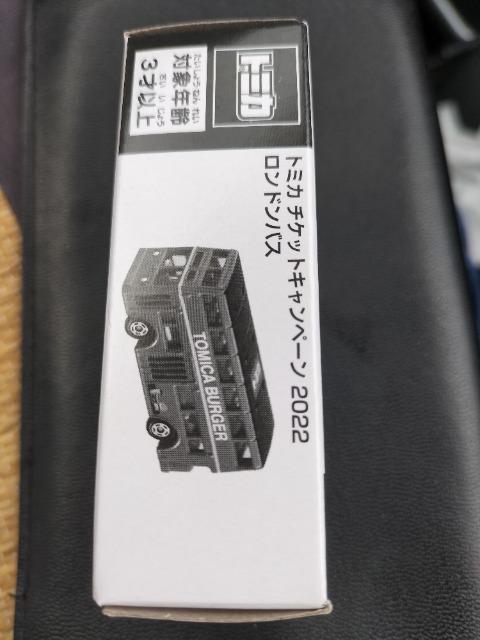 トミカ
たいしょうねんれい
対象年齢
さいいじょう
3才以上
トミカ チケットキャンペーン 2022
ロンドンバス
TOMICA BURGER